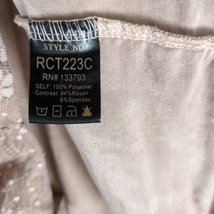 STYLE NO
RCT223C
RN# 133793
SELF: 100% Polyester
Contrast: 94% Rayon
6% Spandex